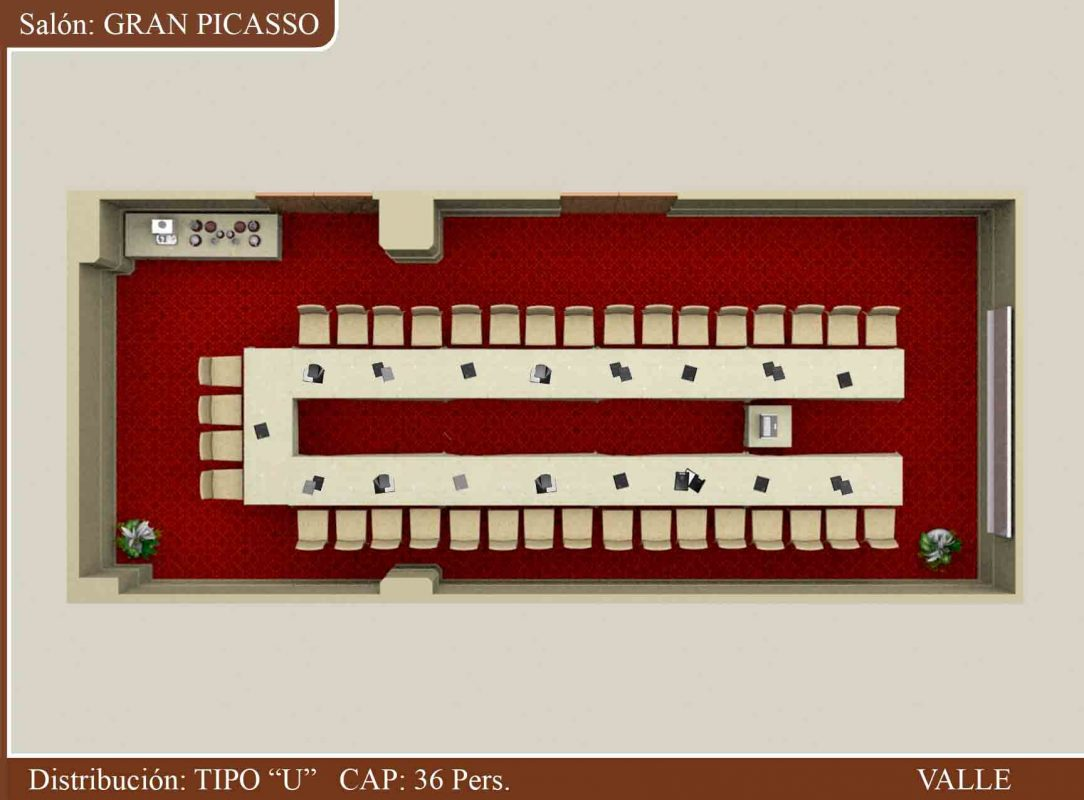 Salón: GRAN PICASSO
Distribución: TIPO “U” CAP: 36 Pers. VALLE